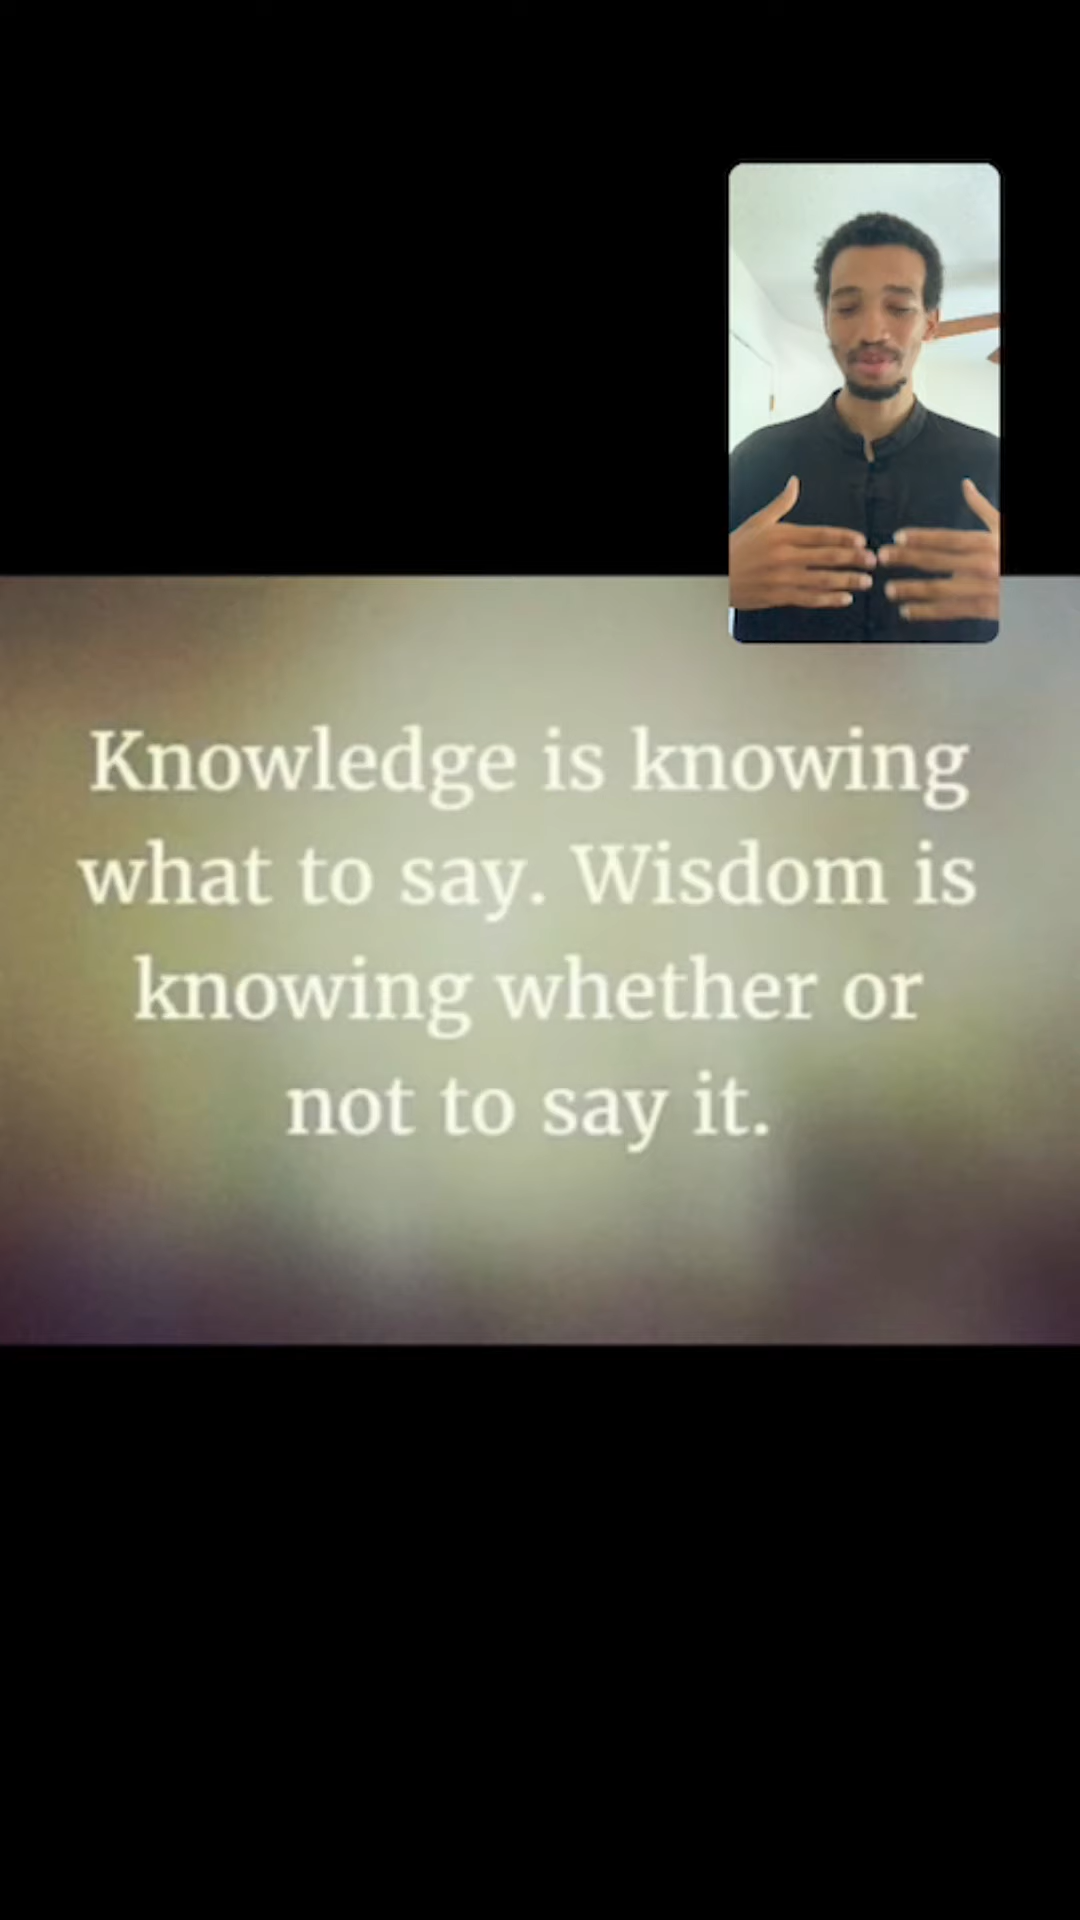 Knowledge is knowing
what to say. Wisdom is
knowing whether or
not to say it.